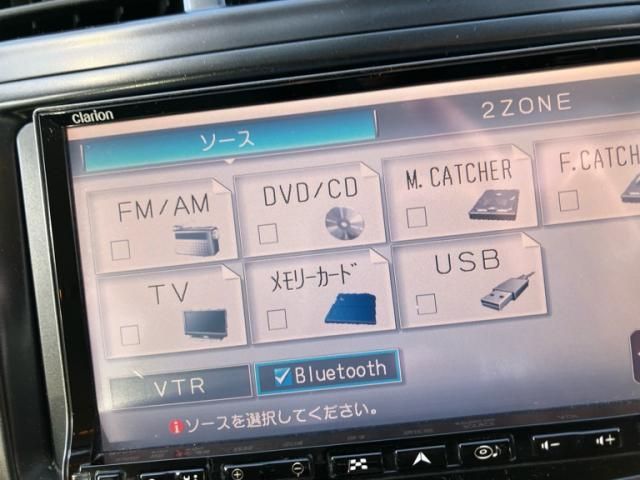 Clarion
ソース
2ZONE
FM/AM
DVD/CD
M. CATCHER
F. CATCH
TV
メモリーカード
USB
VTR
Bluetooth
ソースを選択してください。